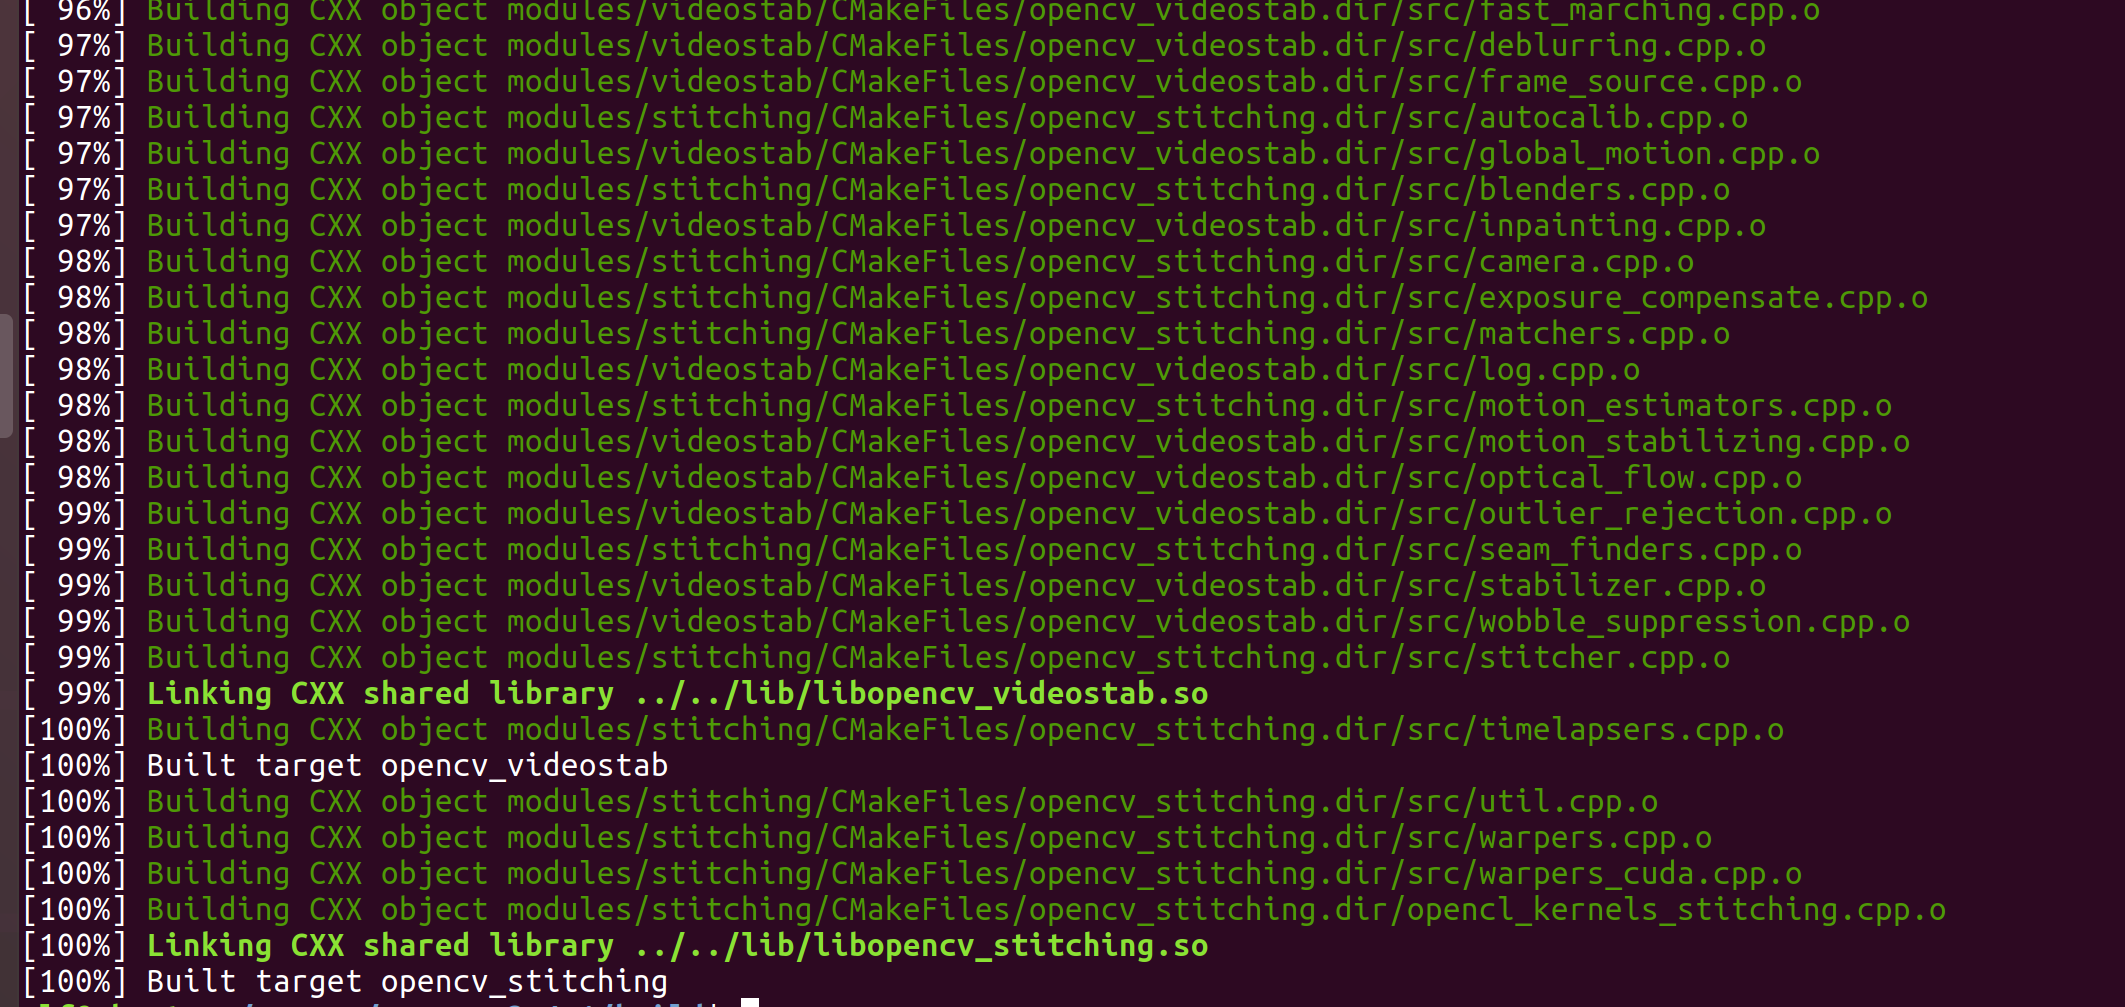 [ 96%] Building CXX object modules/videostab/CMakeFiles/opencv_videostab.dir/src/fast_marching.cpp.o
[ 97%] Building CXX object modules/videostab/CMakeFiles/opencv_videostab.dir/src/deblurring.cpp.o
[ 97%] Building CXX object modules/videostab/CMakeFiles/opencv_videostab.dir/src/frame_source.cpp.o
[ 97%] Building CXX object modules/stitching/CMakeFiles/opencv_stitching.dir/src/autocalib.cpp.o
[ 97%] Building CXX object modules/videostab/CMakeFiles/opencv_videostab.dir/src/global_motion.cpp.o
[ 97%] Building CXX object modules/stitching/CMakeFiles/opencv_stitching.dir/src/blenders.cpp.o
[ 97%] Building CXX object modules/videostab/CMakeFiles/opencv_videostab.dir/src/inpainting.cpp.o
[ 98%] Building CXX object modules/stitching/CMakeFiles/opencv_stitching.dir/src/camera.cpp.o
[ 98%] Building CXX object modules/stitching/CMakeFiles/opencv_stitching.dir/src/exposure_compensate.cpp.o
[ 98%] Building CXX object modules/stitching/CMakeFiles/opencv_stitching.dir/src/matchers.cpp.o
[ 98%] Building CXX object modules/videostab/CMakeFiles/opencv_videostab.dir/src/log.cpp.o
[ 98%] Building CXX object modules/stitching/CMakeFiles/opencv_stitching.dir/src/motion_estimators.cpp.o
[ 98%] Building CXX object modules/videostab/CMakeFiles/opencv_videostab.dir/src/motion_stabilizing.cpp.o
[ 98%] Building CXX object modules/videostab/CMakeFiles/opencv_videostab.dir/src/optical_flow.cpp.o
[ 99%] Building CXX object modules/videostab/CMakeFiles/opencv_videostab.dir/src/outlier_rejection.cpp.o
[ 99%] Building CXX object modules/stitching/CMakeFiles/opencv_stitching.dir/src/seam_finders.cpp.o
[ 99%] Building CXX object modules/videostab/CMakeFiles/opencv_videostab.dir/src/stabilizer.cpp.o
[ 99%] Building CXX object modules/videostab/CMakeFiles/opencv_videostab.dir/src/wobble_suppression.cpp.o
[ 99%] Building CXX object modules/stitching/CMakeFiles/opencv_stitching.dir/src/stitcher.cpp.o
[ 99%] Linking CXX shared library ../../lib/libopencv_videostab.so
[100%] Building CXX object modules/stitching/CMakeFiles/opencv_stitching.dir/src/timelapsers.cpp.o
[100%] Built target opencv_videostab
[100%] Building CXX object modules/stitching/CMakeFiles/opencv_stitching.dir/src/util.cpp.o
[100%] Building CXX object modules/stitching/CMakeFiles/opencv_stitching.dir/src/warpers.cpp.o
[100%] Building CXX object modules/stitching/CMakeFiles/opencv_stitching.dir/src/warpers_cuda.cpp.o
[100%] Building CXX object modules/stitching/CMakeFiles/opencv_stitching.dir/opencl_kernels_stitching.cpp.o
[100%] Linking CXX shared library ../../lib/libopencv_stitching.so
[100%] Built target opencv_stitching